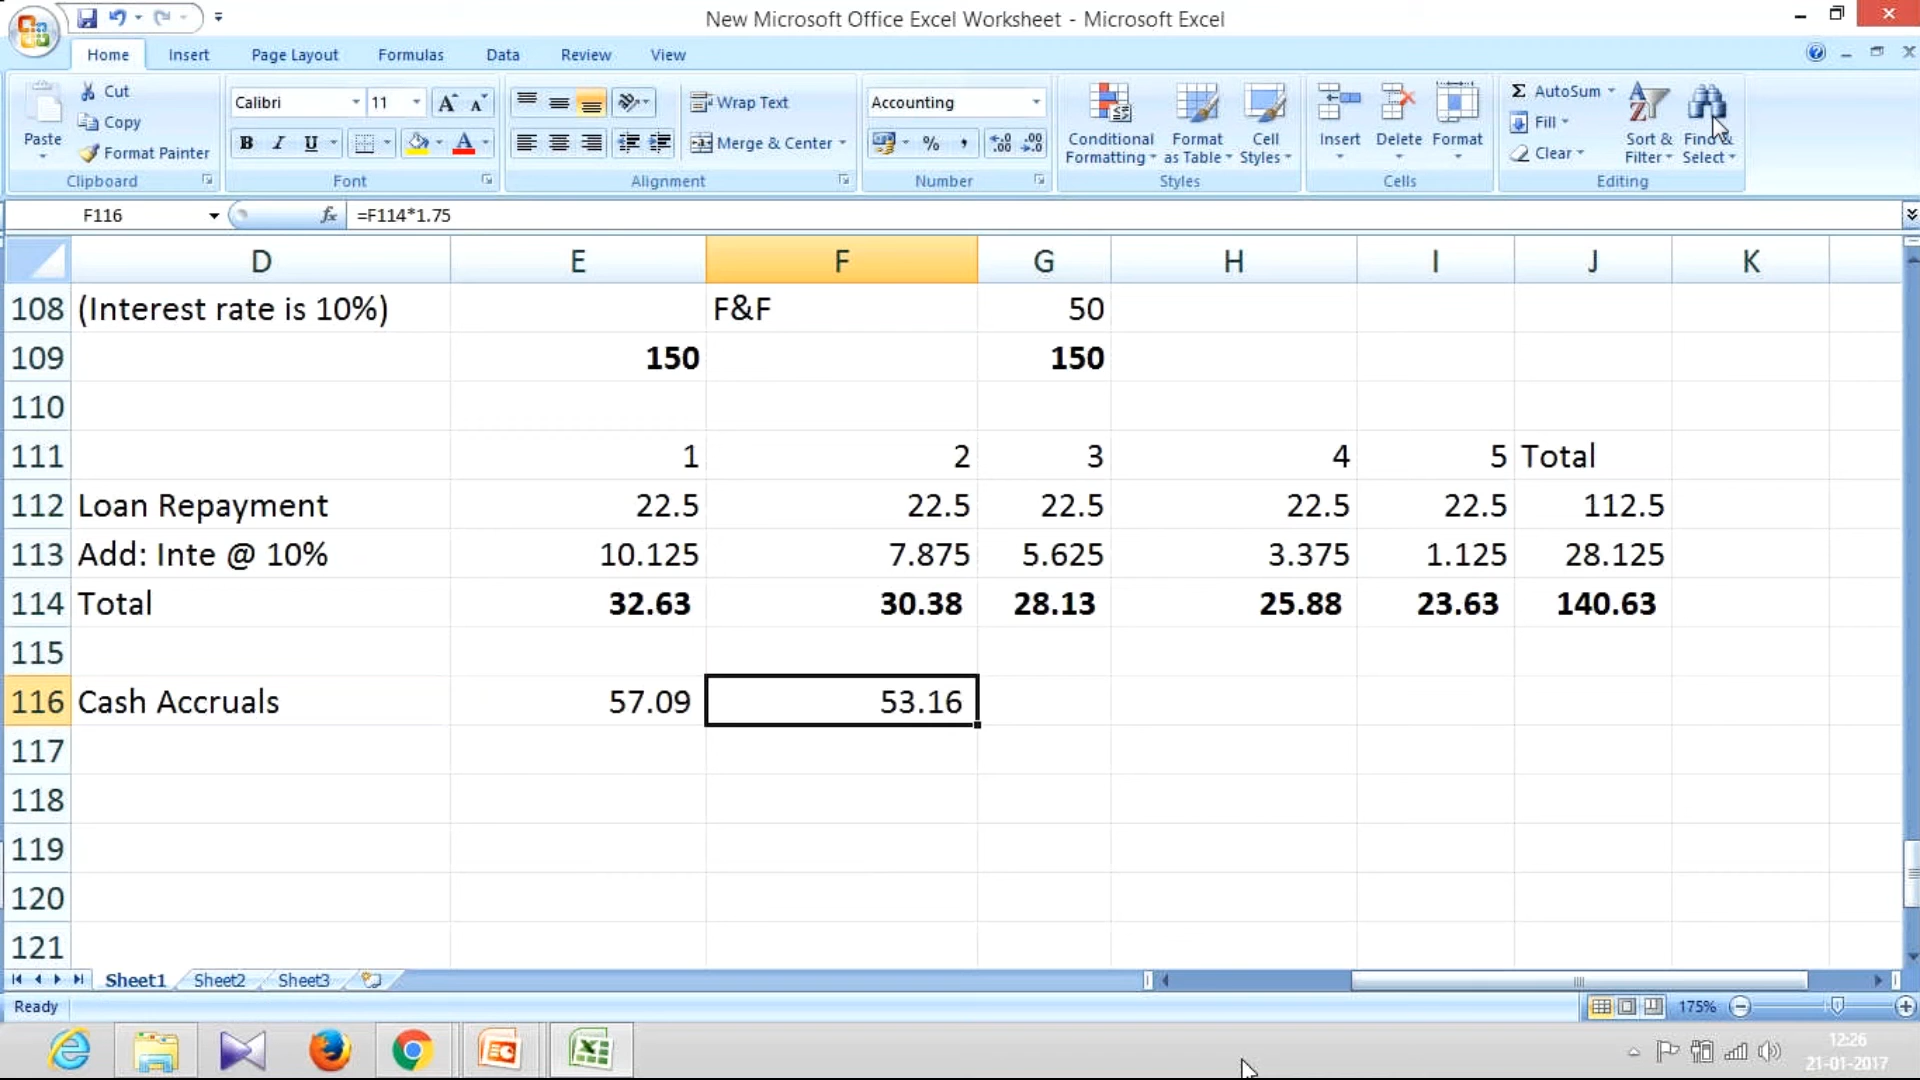 New Microsoft Office Excel Worksheet - Microsoft Excel
Home Insert Page Layout Formulas Data Review View
Paste Cut Copy Format Painter
Calibri 11 A A
B I U A
Wrap Text
Merge & Center
Accounting
% ,
Conditional Formatting
Format as Table
Cell Styles
Insert Delete Format
Σ AutoSum
Fill
Clear
Sort & Filter
Find & Select
Clipboard Font Alignment Number Styles Cells Editing
F116 fx =F114*1.75
D E F G H I J K
108 (Interest rate is 10%) F&F 50
109 150 150
110
111 1 2 3 4 5 Total
112 Loan Repayment 22.5 22.5 22.5 22.5 22.5 112.5
113 Add: Inte @ 10% 10.125 7.875 5.625 3.375 1.125 28.125
114 Total 32.63 30.38 28.13 25.88 23.63 140.63
115
116 Cash Accruals 57.09 53.16
117
118
119
120
121
Sheet1 Sheet2 Sheet3
Ready 175%
12:26
21-01-2017